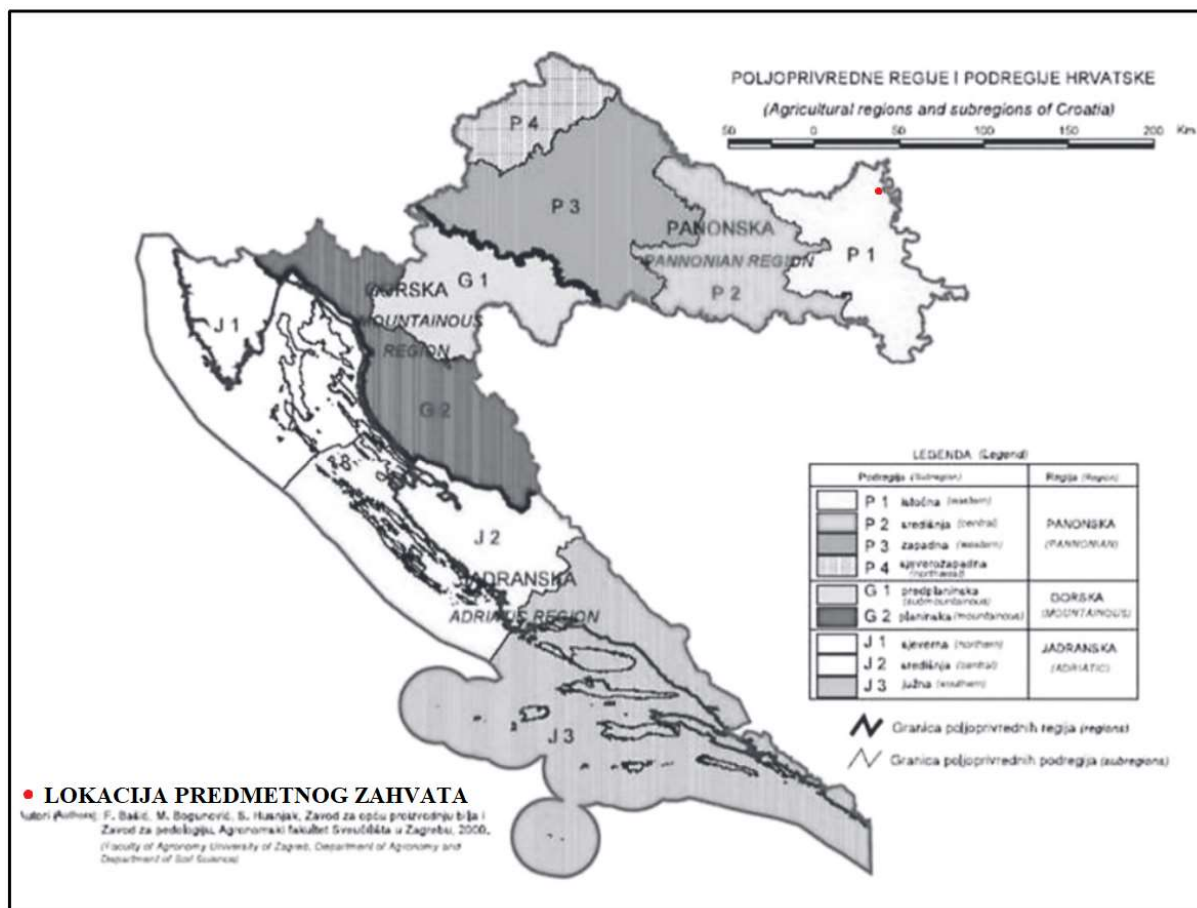 POLJOPRIVREDNE REGIJE I PODREGIJE HRVATSKE
(Agricultural regions and subregions of Croatia)
50 0 50 100 150 200 Km
P 4
P 3
PANONSKA
PANNONIAN REGION
P 1
P 2
G 1
GORSKA
MOUNTAINOUS
REGION
J 1
G 2
J 2
JADRANSKA
ADRIATIS REGION
J 3
LEGENDA (Legend)
Podregija (Subregion) Regija (Region)
P 1 istočna (eastern)
P 2 središnja (central) PANONSKA
P 3 zapadna (western) (PANNONIAN)
P 4 sjeverozapadna
(northwest)
G 1 predplaninska GORSKA
(submountainous) (MOUNTAINOUS)
G 2 planinska (mountainous)
J 1 sjeverna (northern) JADRANSKA
J 2 središnja (central) (ADRIATIC)
J 3 južna (southern)
Granica poljoprivrednih regija (regions)
Granica poljoprivrednih podregija (subregions)
LOKACIJA PREDMETNOG ZAHVATA
Autori (Authors): F. Bašić, M. Bogunović, S. Husnjak, Zavod za opću proizvodnju bilja i
Zavod za pedologiju, Agronomski fakultet Sveučilišta u Zagrebu, 2000.
(Faculty of Agronomy University of Zagreb, Department of Agronomy and
Department of Soil Science)